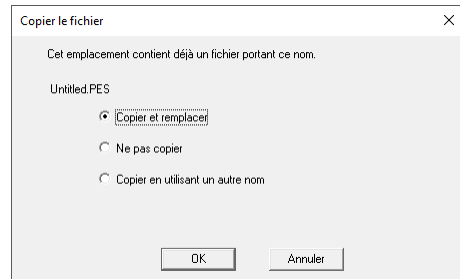 Copier le fichier
Cet emplacement contient déjà un fichier portant ce nom.
Untitled.PES
Copier et remplacer
Ne pas copier
Copier en utilisant un autre nom
OK
Annuler